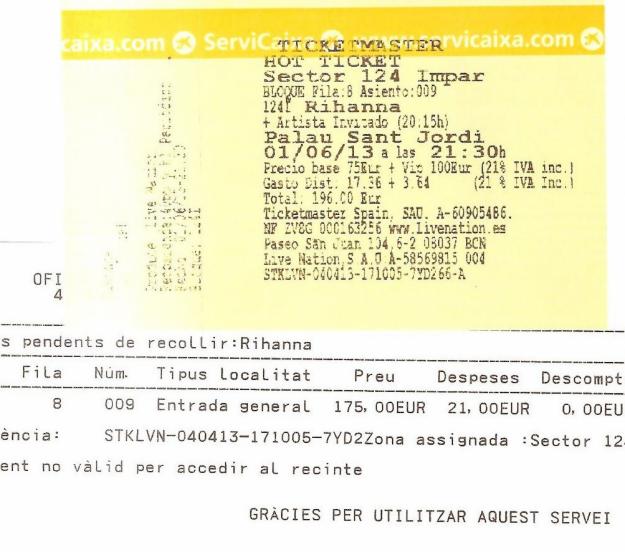 caixa.com ServiCaixa www.servicaixa.com
TICKETMASTER
HOT TICKET
Sector 124 Impar
BLOQUE Fila:8 Asiento:009
124 Rihanna
+ Artista Invitado (20:15h)
Palau Sant Jordi
01/06/13 a las 21:30h
Precio base 75Eur + Vip 100Eur (21% IVA inc.)
Gasto Dist. 17.36 + 3.64 (21 % IVA Inc.)
Total: 196.00 Eur
Ticketmaster Spain, SAU. A-60905486.
NF ZV8G 000163256 www.livenation.es
Paseo San Juan 104,6-2 08037 BCN
Live Nation,S A.U A-58569815 004
STKLVN-040413-171005-7YD266-A
OFI
4
s pendents de recollir:Rihanna
Fila Núm. Tipus localitat Preu Despeses Descompt
8 009 Entrada general 175,00EUR 21,00EUR 0,00EU
ència: STKLVN-040413-171005-7YD2Zona assignada :Sector 12
ent no vàlid per accedir al recinte
GRÀCIES PER UTILITZAR AQUEST SERVEI